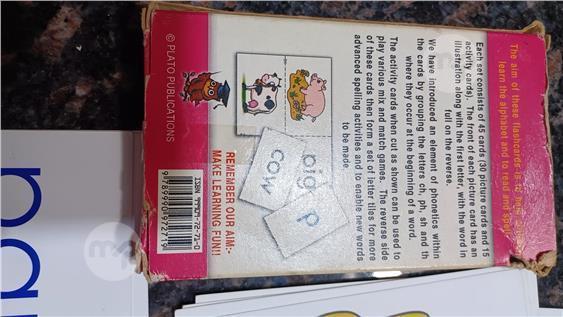 The aim of these flashcards is to help
learn the alphabet and to read and spell.
Each set consists of 45 cards (30 picture cards and 15
activity cards). The front of each picture card has an
illustration along with the first letter, with the word in
full on the reverse.
We have introduced an element of phonetics within
the cards by grouping the letters ch, ph, sh and th
where they occur at the beginning of a word.
The activity cards when cut as shown can be used to
play various mix and match games. The reverse side
of these cards then form a set of letter tiles for more
advanced spelling activities and to enable new words
to be made.
pig
p
cow
REMEMBER OUR AIM:-
MAKE LEARNING FUN!!
ISBN 99909-72-71-0
9789990972719
© PLATO PUBLICATIONS